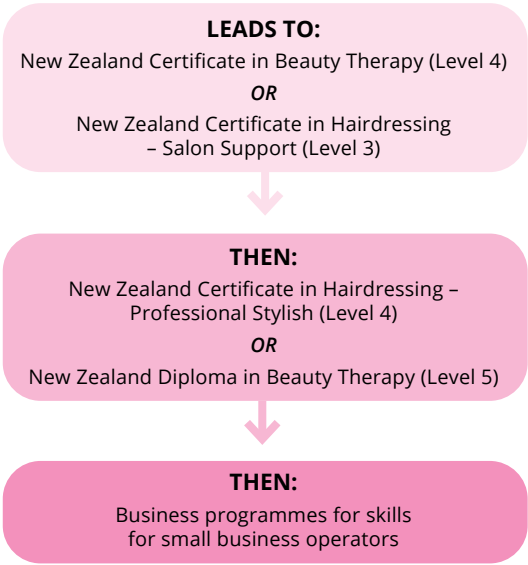 LEADS TO:
New Zealand Certificate in Beauty Therapy (Level 4)
OR
New Zealand Certificate in Hairdressing
– Salon Support (Level 3)
THEN:
New Zealand Certificate in Hairdressing –
Professional Stylish (Level 4)
OR
New Zealand Diploma in Beauty Therapy (Level 5)
THEN:
Business programmes for skills
for small business operators